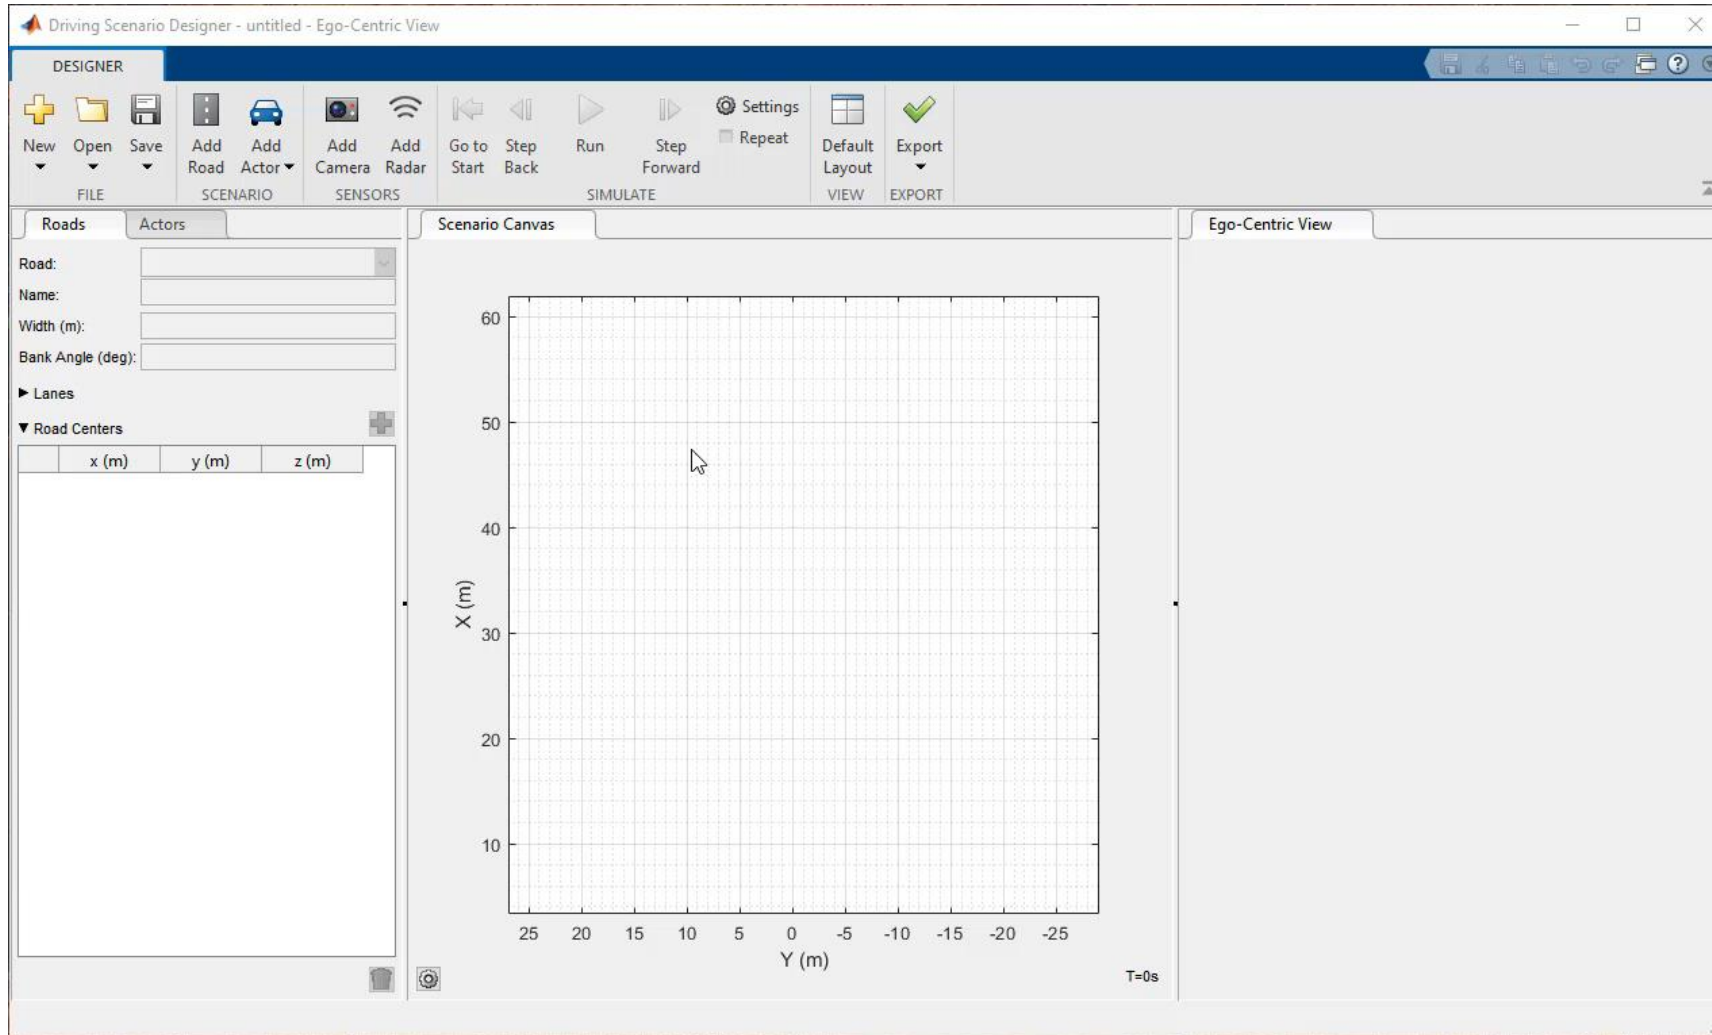 Driving Scenario Designer - untitled - Ego-Centric View
DESIGNER
New
Open
Save
FILE
Add Road
Add Actor
SCENARIO
Add Camera
Add Radar
SENSORS
Go to Start
Step Back
Run
Step Forward
Settings
Repeat
SIMULATE
Default Layout
VIEW
Export
EXPORT
Roads
Actors
Road:
Name:
Width (m):
Bank Angle (deg):
Lanes
Road Centers
x (m) y (m) z (m)
Scenario Canvas
60
50
40
30
20
10
X (m)
25 20 15 10 5 0 -5 -10 -15 -20 -25
Y (m)
T=0s
Ego-Centric View